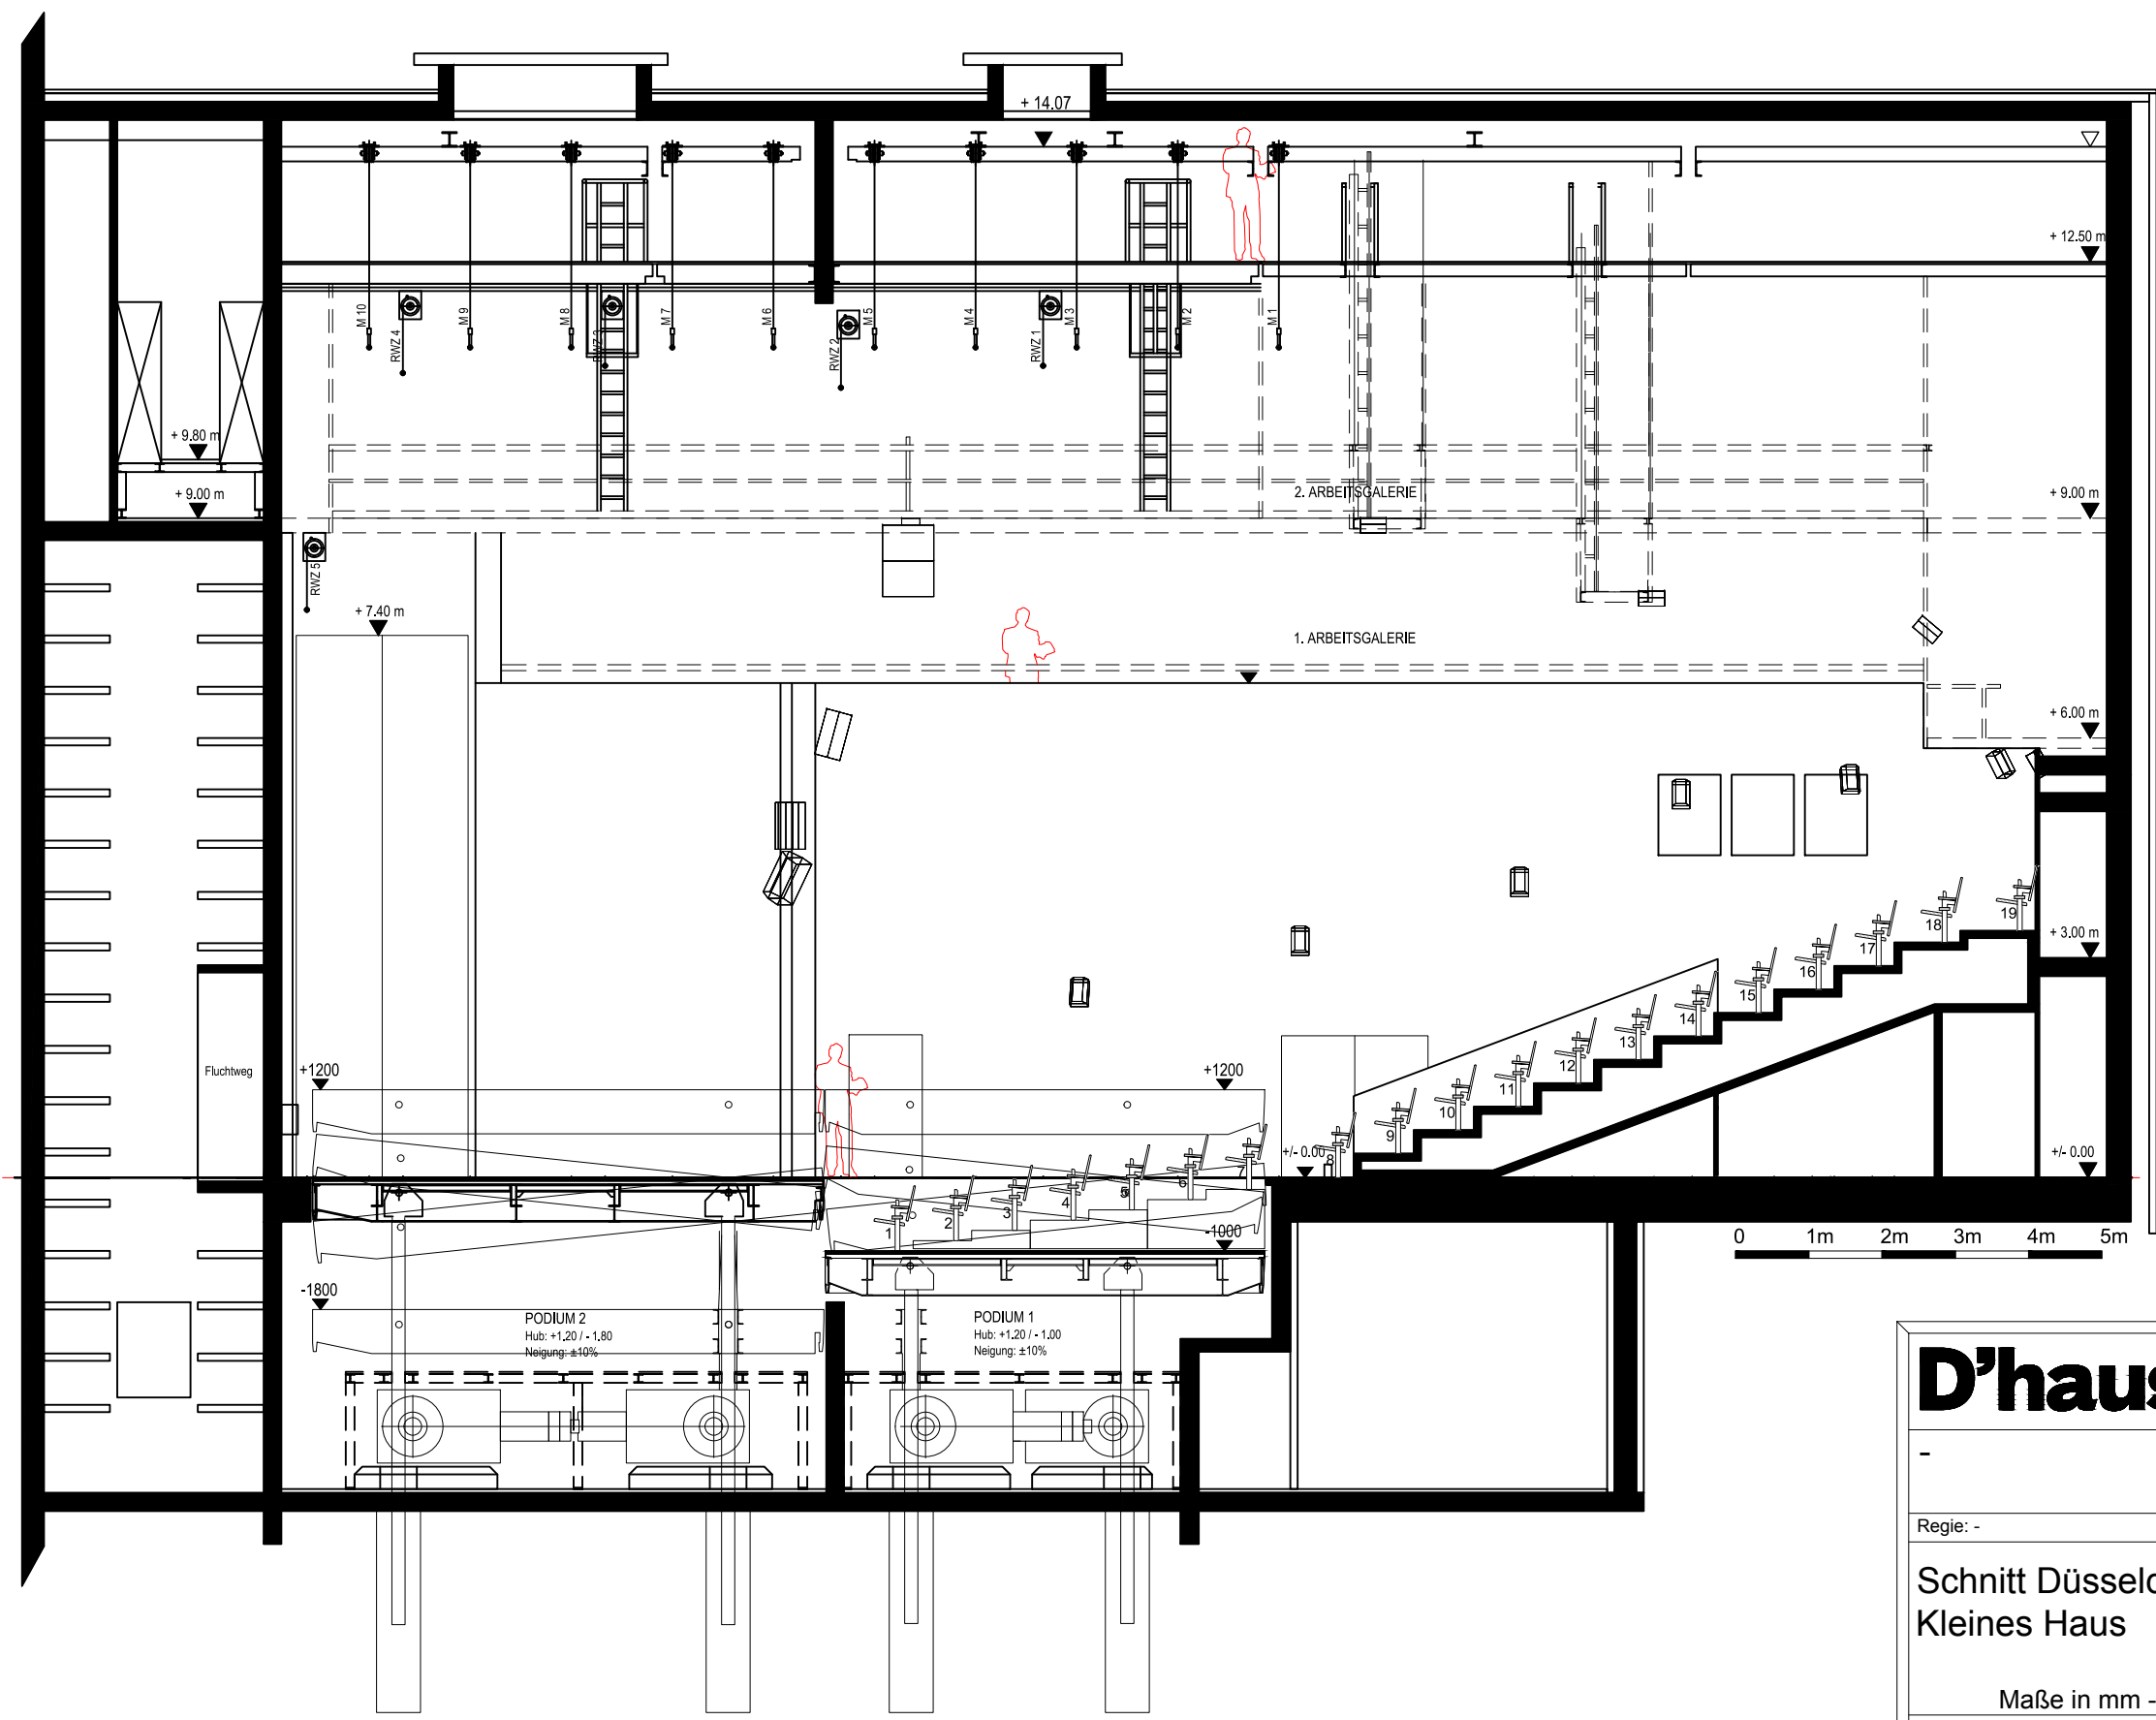 + 14.07
+ 12.50 m
M 10
M 9
M 8
M 7
M 6
M 5
M 4
M 3
M 2
M 1
RWZ 4
RWZ 3
RWZ 2
RWZ 1
+ 9.80 m
+ 9.00 m
2. ARBEITSGALERIE
+ 9.00 m
RWZ 5
+ 7.40 m
1. ARBEITSGALERIE
+ 6.00 m
19
18
+ 3.00 m
17
16
15
14
13
12
11
10
9
8
7
6
5
4
3
2
1
Fluchtweg
+1200
+1200
+/- 0.00
+/- 0.00
-1000
0 1m 2m 3m 4m 5m
-1800
PODIUM 2
Hub: +1.20 / - 1.80
Neigung: ±10%
PODIUM 1
Hub: +1.20 / - 1.00
Neigung: ±10%
D'haus
-
Regie: -
Schnitt Düsseld
Kleines Haus
Maße in mm -